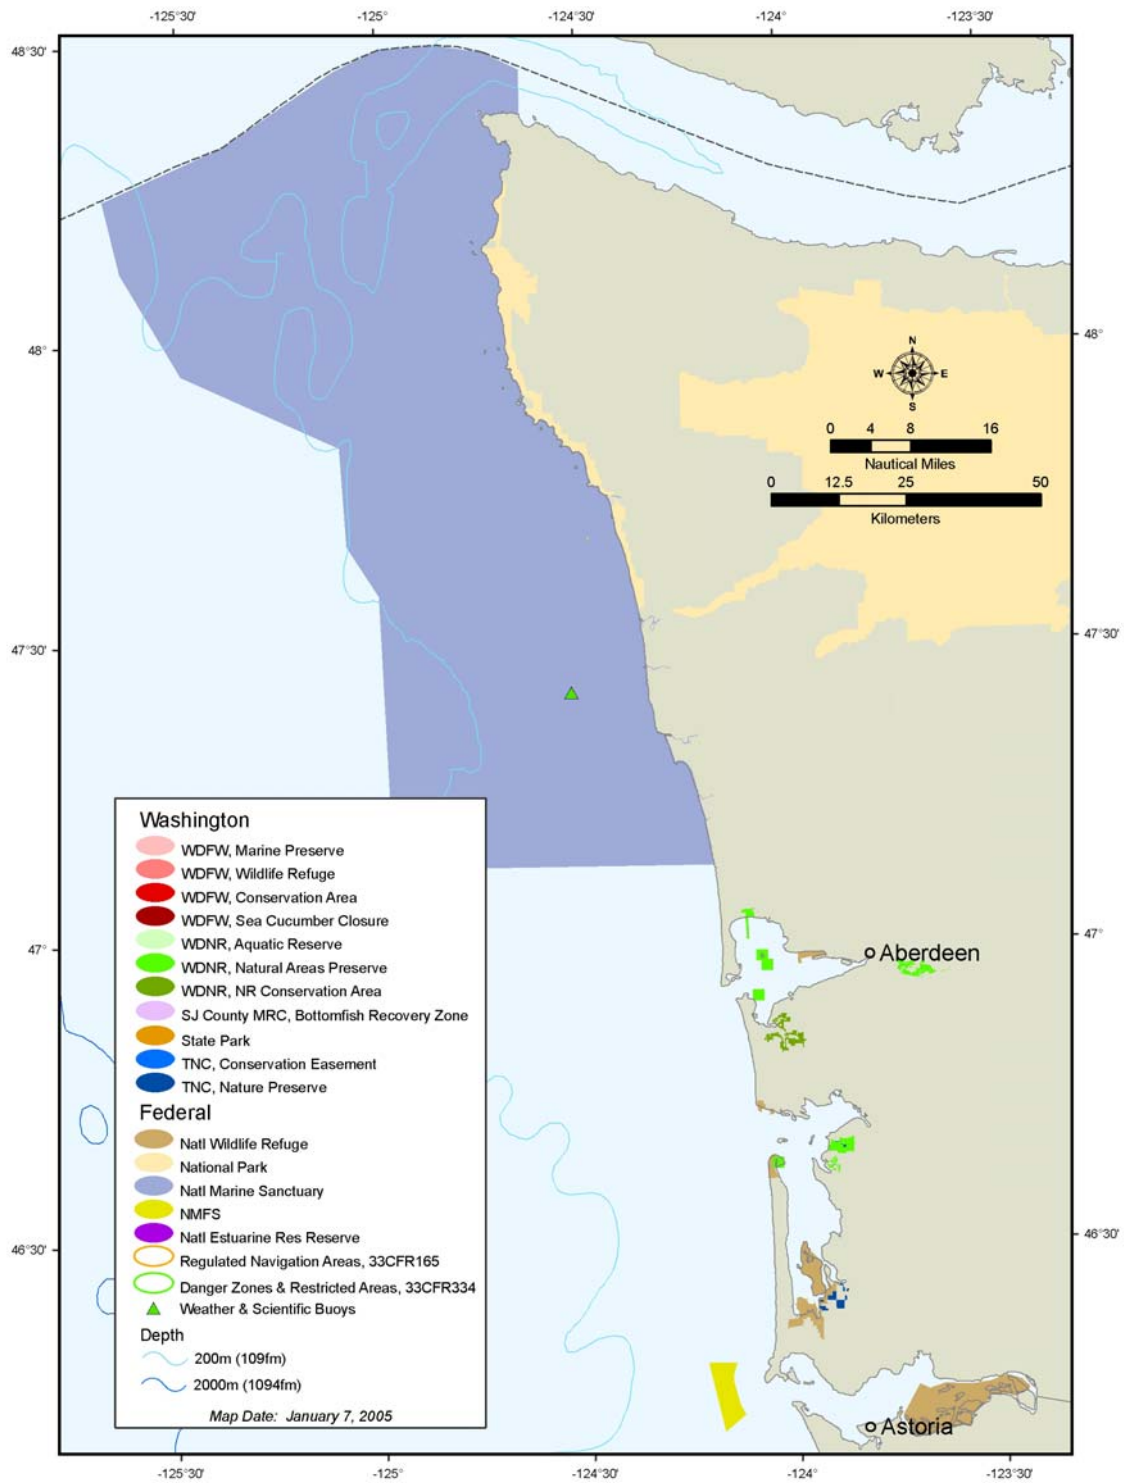 -125°30' -125° -124°30' -124° -123°30'
48°30'
48° 48°
N
W E
S
0 4 8 16
Nautical Miles
0 12.5 25 50
Kilometers
47°30' 47°30'
Washington
WDFW, Marine Preserve
WDFW, Wildlife Refuge
WDFW, Conservation Area
WDFW, Sea Cucumber Closure
WDNR, Aquatic Reserve
WDNR, Natural Areas Preserve
WDNR, NR Conservation Area
SJ County MRC, Bottomfish Recovery Zone
State Park
TNC, Conservation Easement
TNC, Nature Preserve
Federal
Natl Wildlife Refuge
National Park
Natl Marine Sanctuary
NMFS
Natl Estuarine Res Reserve
Regulated Navigation Areas, 33CFR165
Danger Zones & Restricted Areas, 33CFR334
Weather & Scientific Buoys
Depth
200m (109fm)
2000m (1094fm)
Map Date: January 7, 2005
47° 47°
Aberdeen
46°30' 46°30'
Astoria
-125°30' -125° -124°30' -124° -123°30'